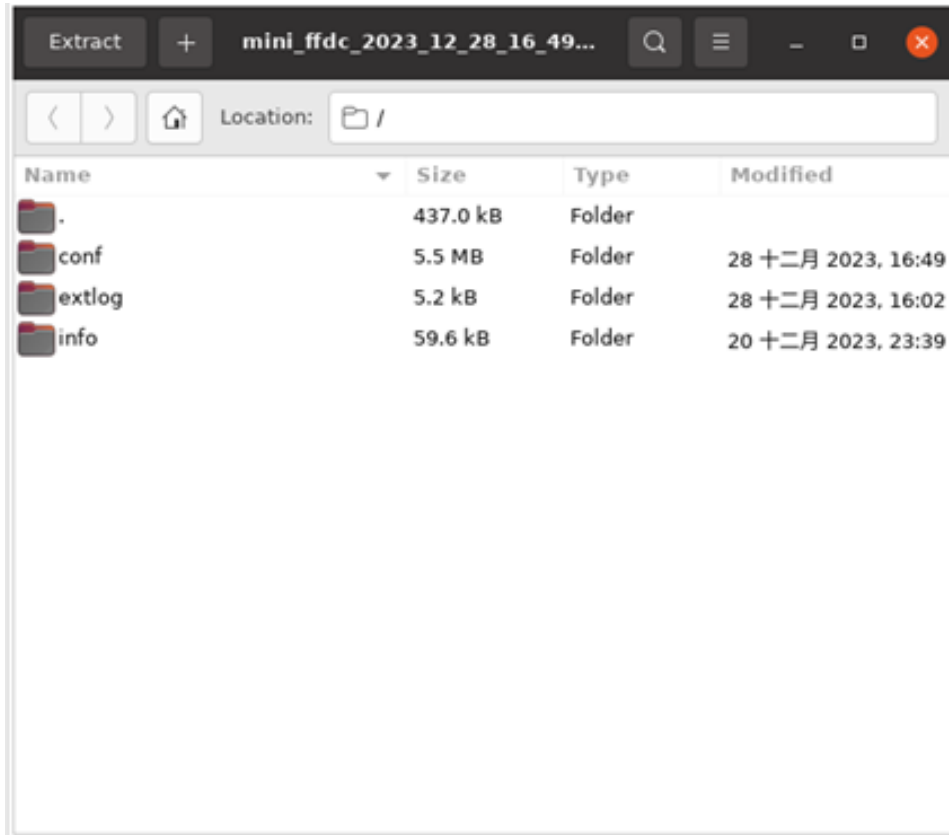 Extract + mini_ffdc_2023_12_28_16_49...
Location: /
Name Size Type Modified
. 437.0 kB Folder
conf 5.5 MB Folder 28 十二月 2023, 16:49
extlog 5.2 kB Folder 28 十二月 2023, 16:02
info 59.6 kB Folder 20 十二月 2023, 23:39